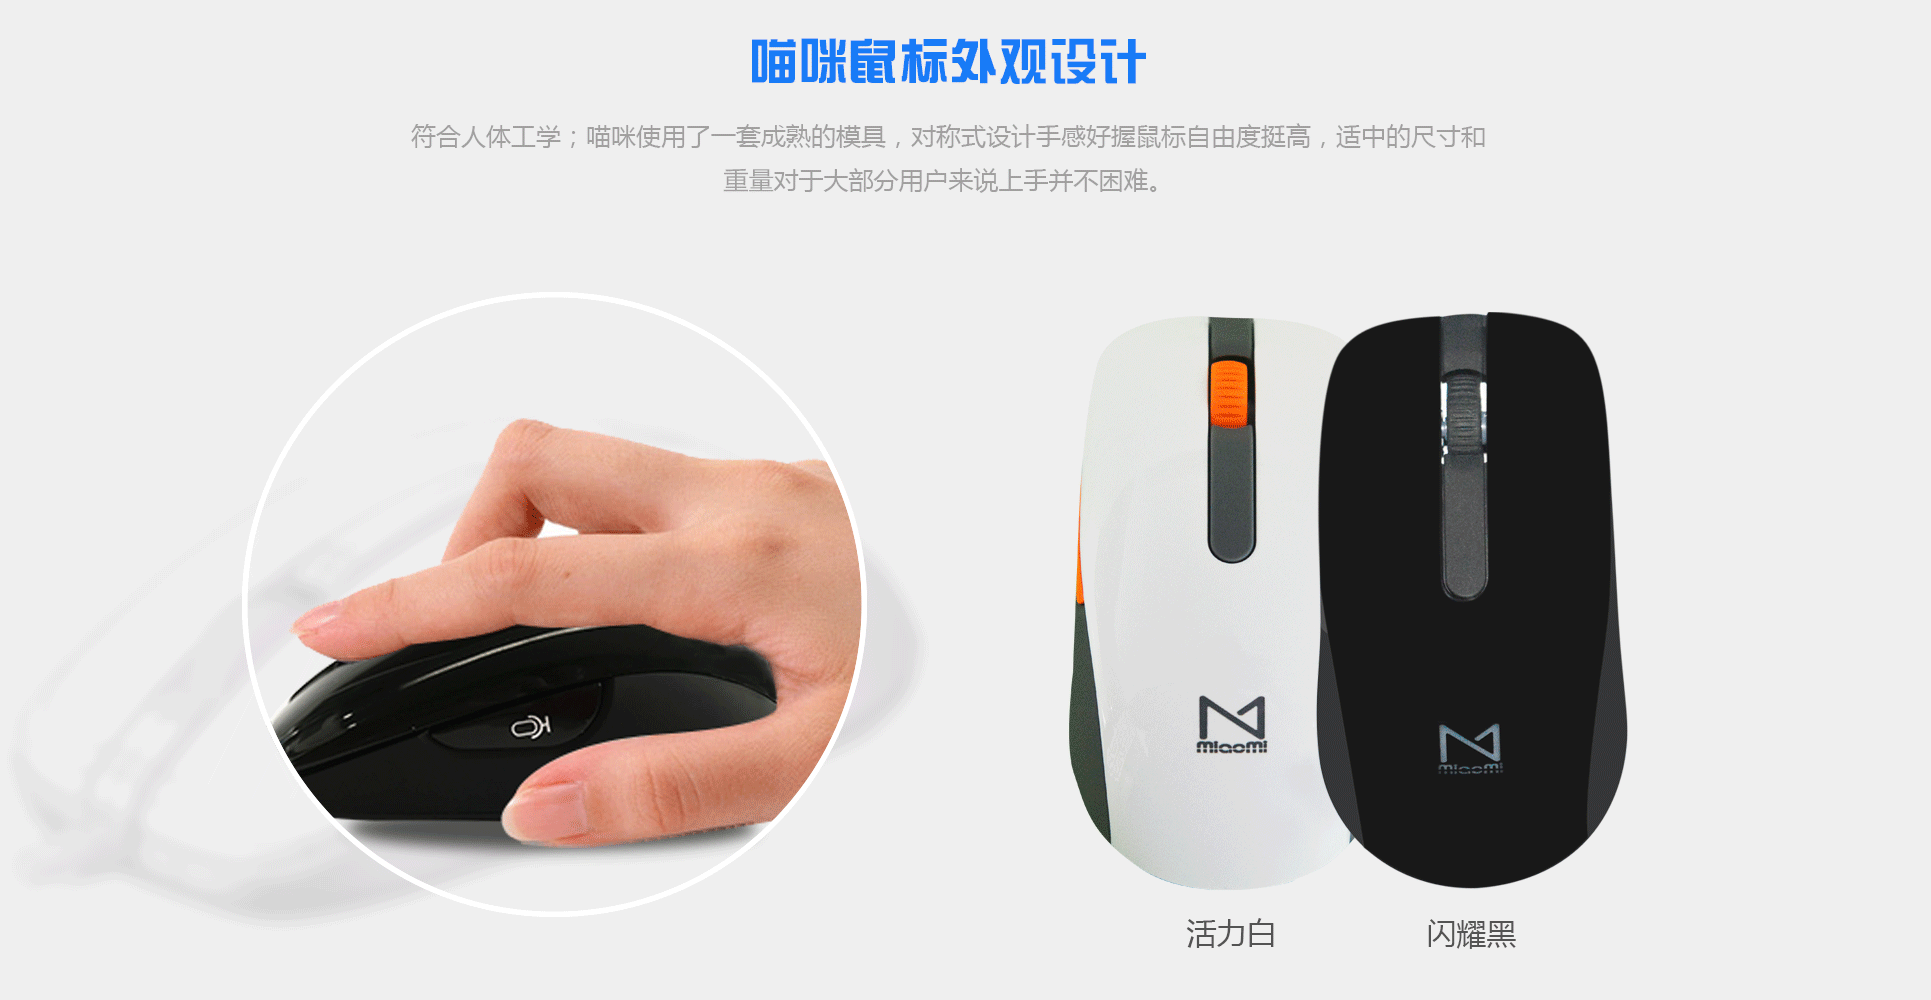 喵咪鼠标外观设计
符合人体工学；喵咪使用了一套成熟的模具，对称式设计手感好握鼠标自由度挺高，适中的尺寸和
重量对于大部分用户来说上手并不困难。
MiaoMi
MiaoMi
活力白
闪耀黑